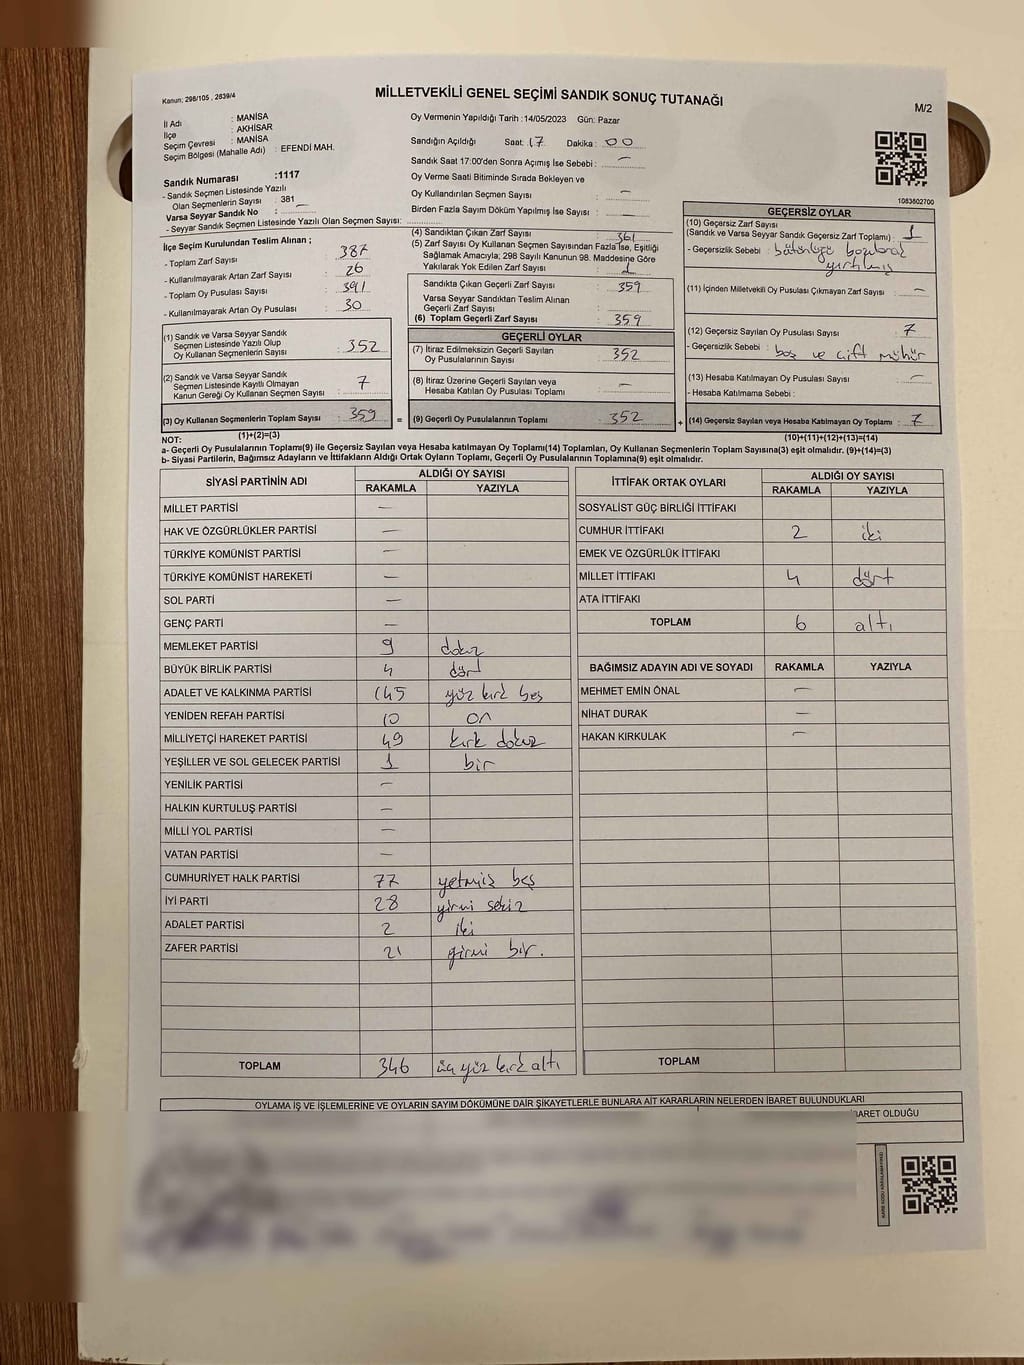 Kanun; 298/105 , 2839/4
MİLLETVEKİLİ GENEL SEÇİMİ SANDIK SONUÇ TUTANAĞI
M/2
İl Adı : MANİSA
İlçe : AKHİSAR
Seçim Çevresi : MANİSA
Seçim Bölgesi (Mahalle Adı) : EFENDİ MAH.
Sandık Numarası :1117
- Sandık Seçmen Listesinde Yazılı
Olan Seçmenlerin Sayısı : 381
Varsa Seyyar Sandık No : —
- Seyyar Sandık Seçmen Listesinde Yazılı Olan Seçmen Sayısı:
İlçe Seçim Kurulundan Teslim Alınan ;
- Toplam Zarf Sayısı : 387
- Kullanılmayarak Artan Zarf Sayısı : 26
- Toplam Oy Pusulası Sayısı : 391
- Kullanılmayarak Artan Oy Pusulası : 30
(1) Sandık ve Varsa Seyyar Sandık
Seçmen Listesinde Yazılı Olup
Oy Kullanan Seçmenlerin Sayısı : 352
(2) Sandık ve Varsa Seyyar Sandık
Seçmen Listesinde Kayıtlı Olmayan
Kanun Gereği Oy Kullanan Seçmen Sayısı : 7
(3) Oy Kullanan Seçmenlerin Toplam Sayısı : 359
(1)+(2)=(3)
Oy Vermenin Yapıldığı Tarih :14/05/2023 Gün: Pazar
Sandığın Açıldığı Saat: 17 Dakika : 00
Sandık Saat 17:00'den Sonra Açımış İse Sebebi : —
Oy Verme Saati Bitiminde Sırada Bekleyen ve
Oy Kullandırılan Seçmen Sayısı : —
Birden Fazla Sayım Döküm Yapılmış İse Sayısı : —
(4) Sandıktan Çıkan Zarf Sayısı : 361
(5) Zarf Sayısı Oy Kullanan Seçmen Sayısından Fazla İse, Eşitliği
Sağlamak Amacıyla; 298 Sayılı Kanunun 98. Maddesine Göre
Yakılarak Yok Edilen Zarf Sayısı : 1
Sandıkta Çıkan Geçerli Zarf Sayısı : 359
Varsa Seyyar Sandıktan Teslim Alınan
Geçerli Zarf Sayısı :
(6) Toplam Geçerli Zarf Sayısı : 359
GEÇERLİ OYLAR
(7) İtiraz Edilmeksizin Geçerli Sayılan
Oy Pusulalarının Sayısı : 352
(8) İtiraz Üzerine Geçerli Sayılan veya
Hesaba Katılan Oy Pusulası Toplamı : —
= (9) Geçerli Oy Pusulalarının Toplamı : 352
1083802700
GEÇERSİZ OYLAR
(10) Geçersiz Zarf Sayısı
(Sandık ve Varsa Seyyar Sandık Geçersiz Zarf Toplamı) : 1
- Geçersizlik Sebebi : bütünlüğü bozularak
yırtılmış
(11) İçinden Milletvekili Oy Pusulası Çıkmayan Zarf Sayısı : —
(12) Geçersiz Sayılan Oy Pusulası Sayısı : 7
- Geçersizlik Sebebi : boş ve çift mühür
(13) Hesaba Katılmayan Oy Pusulası Sayısı : —
- Hesaba Katılmama Sebebi :
+ (14) Geçersiz Sayılan veya Hesaba Katılmayan Oy Toplamı : 7
(10)+(11)+(12)+(13)=(14)
NOT:
a- Geçerli Oy Pusulalarının Toplamı(9) ile Geçersiz Sayılan veya Hesaba katılmayan Oy Toplamı(14) Toplamları, Oy Kullanan Seçmenlerin Toplam Sayısına(3) eşit olmalıdır. (9)+(14)=(3)
b- Siyasi Partilerin, Bağımsız Adayların ve İttifakların Aldığı Ortak Oyların Toplamı, Geçerli Oy Pusulalarının Toplamına(9) eşit olmalıdır.
SİYASİ PARTİNİN ADI ALDIĞI OY SAYISI
RAKAMLA YAZIYLA
MİLLET PARTİSİ —
HAK VE ÖZGÜRLÜKLER PARTİSİ —
TÜRKİYE KOMÜNİST PARTİSİ —
TÜRKİYE KOMÜNİST HAREKETİ —
SOL PARTİ —
GENÇ PARTİ —
MEMLEKET PARTİSİ 9 dokuz
BÜYÜK BİRLİK PARTİSİ 4 dört
ADALET VE KALKINMA PARTİSİ 145 yüz kırk beş
YENİDEN REFAH PARTİSİ 10 on
MİLLİYETÇİ HAREKET PARTİSİ 49 kırk dokuz
YEŞİLLER VE SOL GELECEK PARTİSİ 1 bir
YENİLİK PARTİSİ —
HALKIN KURTULUŞ PARTİSİ —
MİLLİ YOL PARTİSİ —
VATAN PARTİSİ —
CUMHURİYET HALK PARTİSİ 77 yetmiş beş
İYİ PARTİ 28 yirmi sekiz
ADALET PARTİSİ 2 iki
ZAFER PARTİSİ 21 yirmi bir.
TOPLAM 346 üç yüz kırk altı
İTTİFAK ORTAK OYLARI ALDIĞI OY SAYISI
RAKAMLA YAZIYLA
SOSYALİST GÜÇ BİRLİĞİ İTTİFAKI
CUMHUR İTTİFAKI 2 iki
EMEK VE ÖZGÜRLÜK İTTİFAKI
MİLLET İTTİFAKI 4 dört
ATA İTTİFAKI
TOPLAM 6 altı
BAĞIMSIZ ADAYIN ADI VE SOYADI RAKAMLA YAZIYLA
MEHMET EMİN ÖNAL —
NİHAT DURAK —
HAKAN KIRKULAK —
TOPLAM
OYLAMA İŞ VE İŞLEMLERİNE VE OYLARIN SAYIM DÖKÜMÜNE DAİR ŞİKAYETLERLE BUNLARA AİT KARARLARIN NELERDEN İBARET BULUNDUKLARI
İBARET OLDUĞU